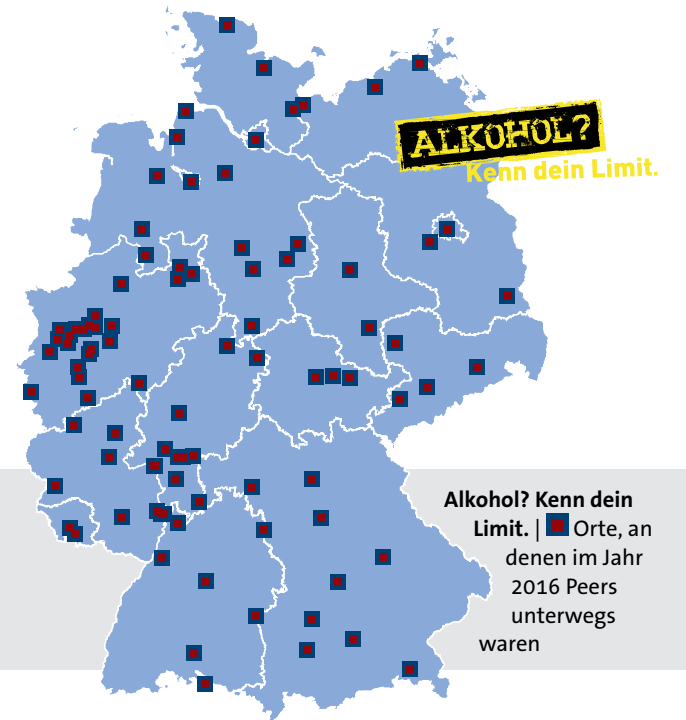 ALKOHOL?
Kenn dein Limit.
Alkohol? Kenn dein
Limit. | Orte, an
denen im Jahr
2016 Peers
unterwegs
waren